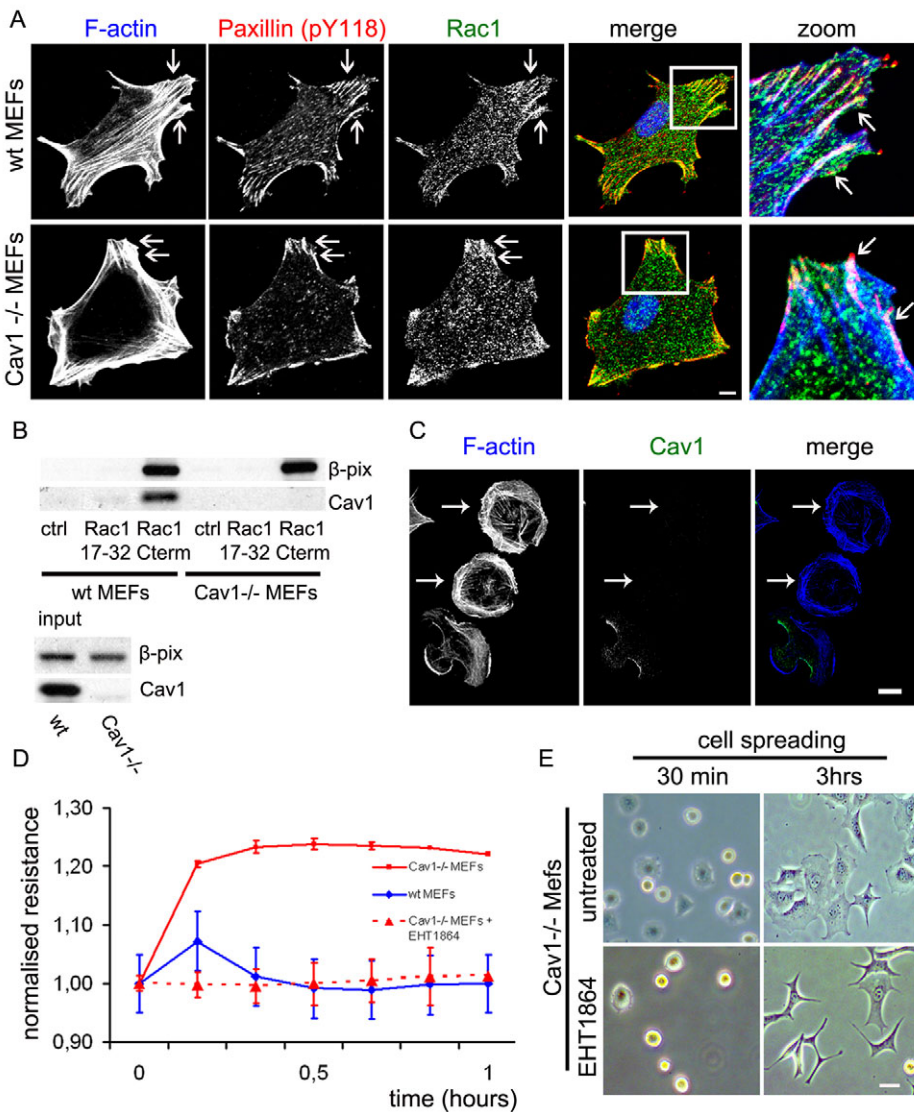 A
F-actin
Paxillin (pY118)
Rac1
merge
zoom
wt MEFs
Cav1 -/- MEFs
B
β-pix
Cav1
ctrl Rac1 Rac1 ctrl Rac1 Rac1
17-32 Cterm 17-32 Cterm
wt MEFs
Cav1-/- MEFs
input
β-pix
Cav1
wt
Cav1-/-
C
F-actin
Cav1
merge
D
normalised resistance
1,30
1,20
1,10
1,00
0,90
Cav1-/- MEFs
wt MEFs
Cav1-/- MEFs +
EHT1864
0
0,5
1
time (hours)
E
cell spreading
30 min
3hrs
Cav1-/- Mefs
untreated
EHT1864